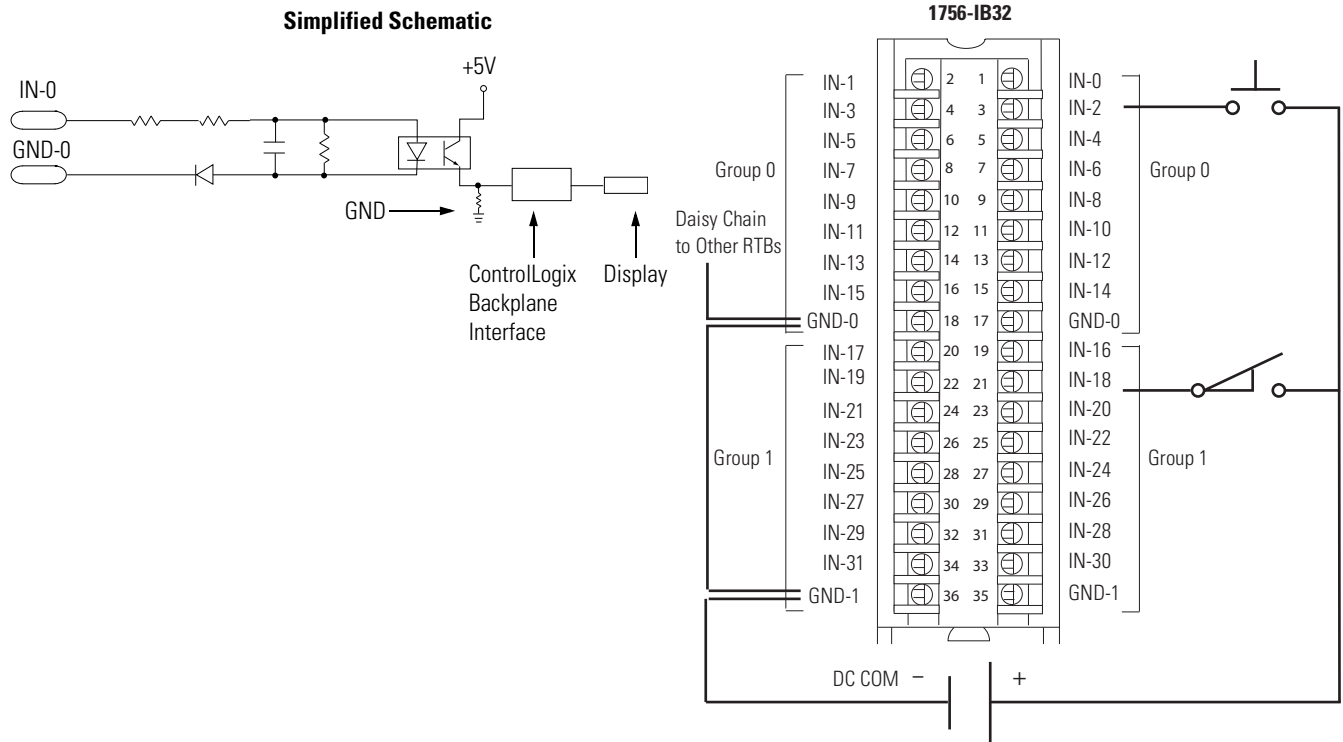 Simplified Schematic
IN-0
GND-0
+5V
GND
ControlLogix
Backplane
Interface
Display
1756-IB32
Group 0
Daisy Chain
to Other RTBs
Group 1
IN-1 2 1 IN-0
IN-3 4 3 IN-2
IN-5 6 5 IN-4
IN-7 8 7 IN-6
IN-9 10 9 IN-8
IN-11 12 11 IN-10
IN-13 14 13 IN-12
IN-15 16 15 IN-14
GND-0 18 17 GND-0
IN-17 20 19 IN-16
IN-19 22 21 IN-18
IN-21 24 23 IN-20
IN-23 26 25 IN-22
IN-25 28 27 IN-24
IN-27 30 29 IN-26
IN-29 32 31 IN-28
IN-31 34 33 IN-30
GND-1 36 35 GND-1
Group 0
Group 1
DC COM – +